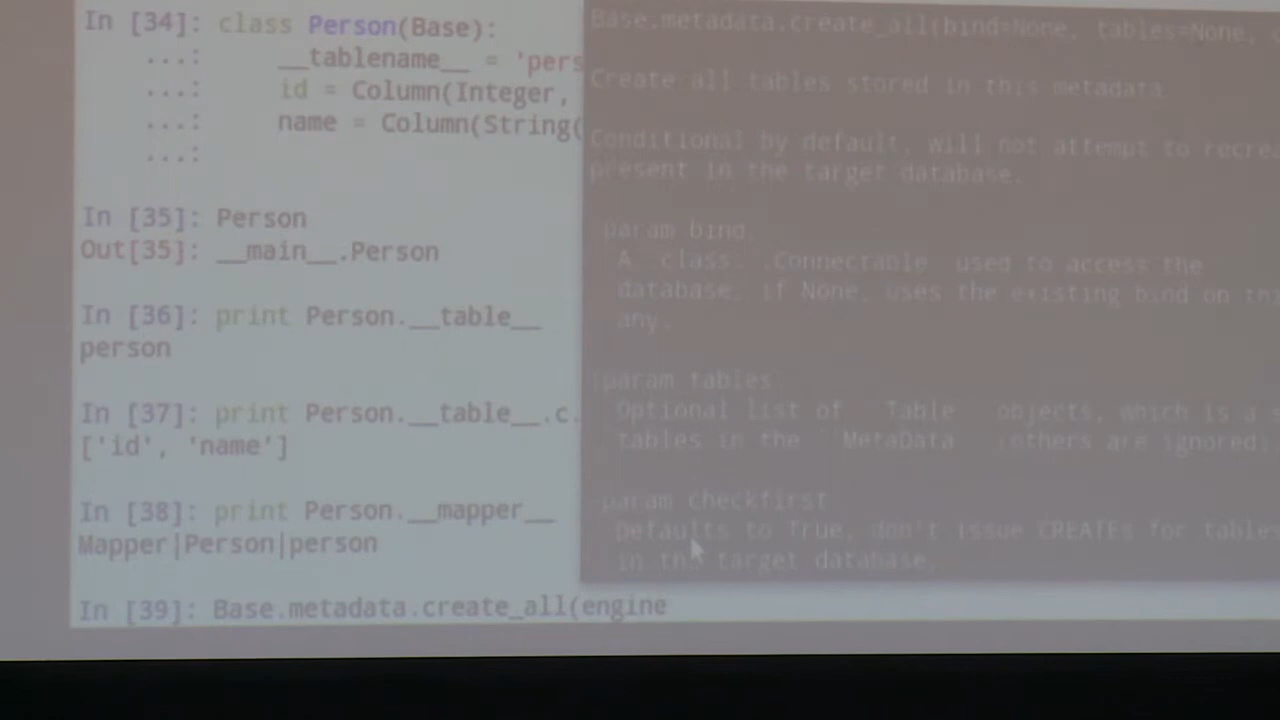 In [34]: class Person(Base):
   ...:     __tablename__ = 'pers
   ...:     id = Column(Integer,
   ...:     name = Column(String(
   ...:
In [35]: Person
Out[35]: __main__.Person
In [36]: print Person.__table__
person
In [37]: print Person.__table__.c.
['id', 'name']
In [38]: print Person.__mapper__
Mapper|Person|person
In [39]: Base.metadata.create_all(engine
Base.metadata.create_all(bind=None, tables=None,
Create all tables stored in this metadata.
Conditional by default, will not attempt to
present in the target database.
:param bind:
A class: .Connectable used to access the
database; if None, uses the existing bind on
any.
:param tables:
Optional list of Table objects, which is a
tables in the MetaData (others are ignored).
:param checkfirst
Defaults to True, don't issue CREATEs for tables
in the target database.